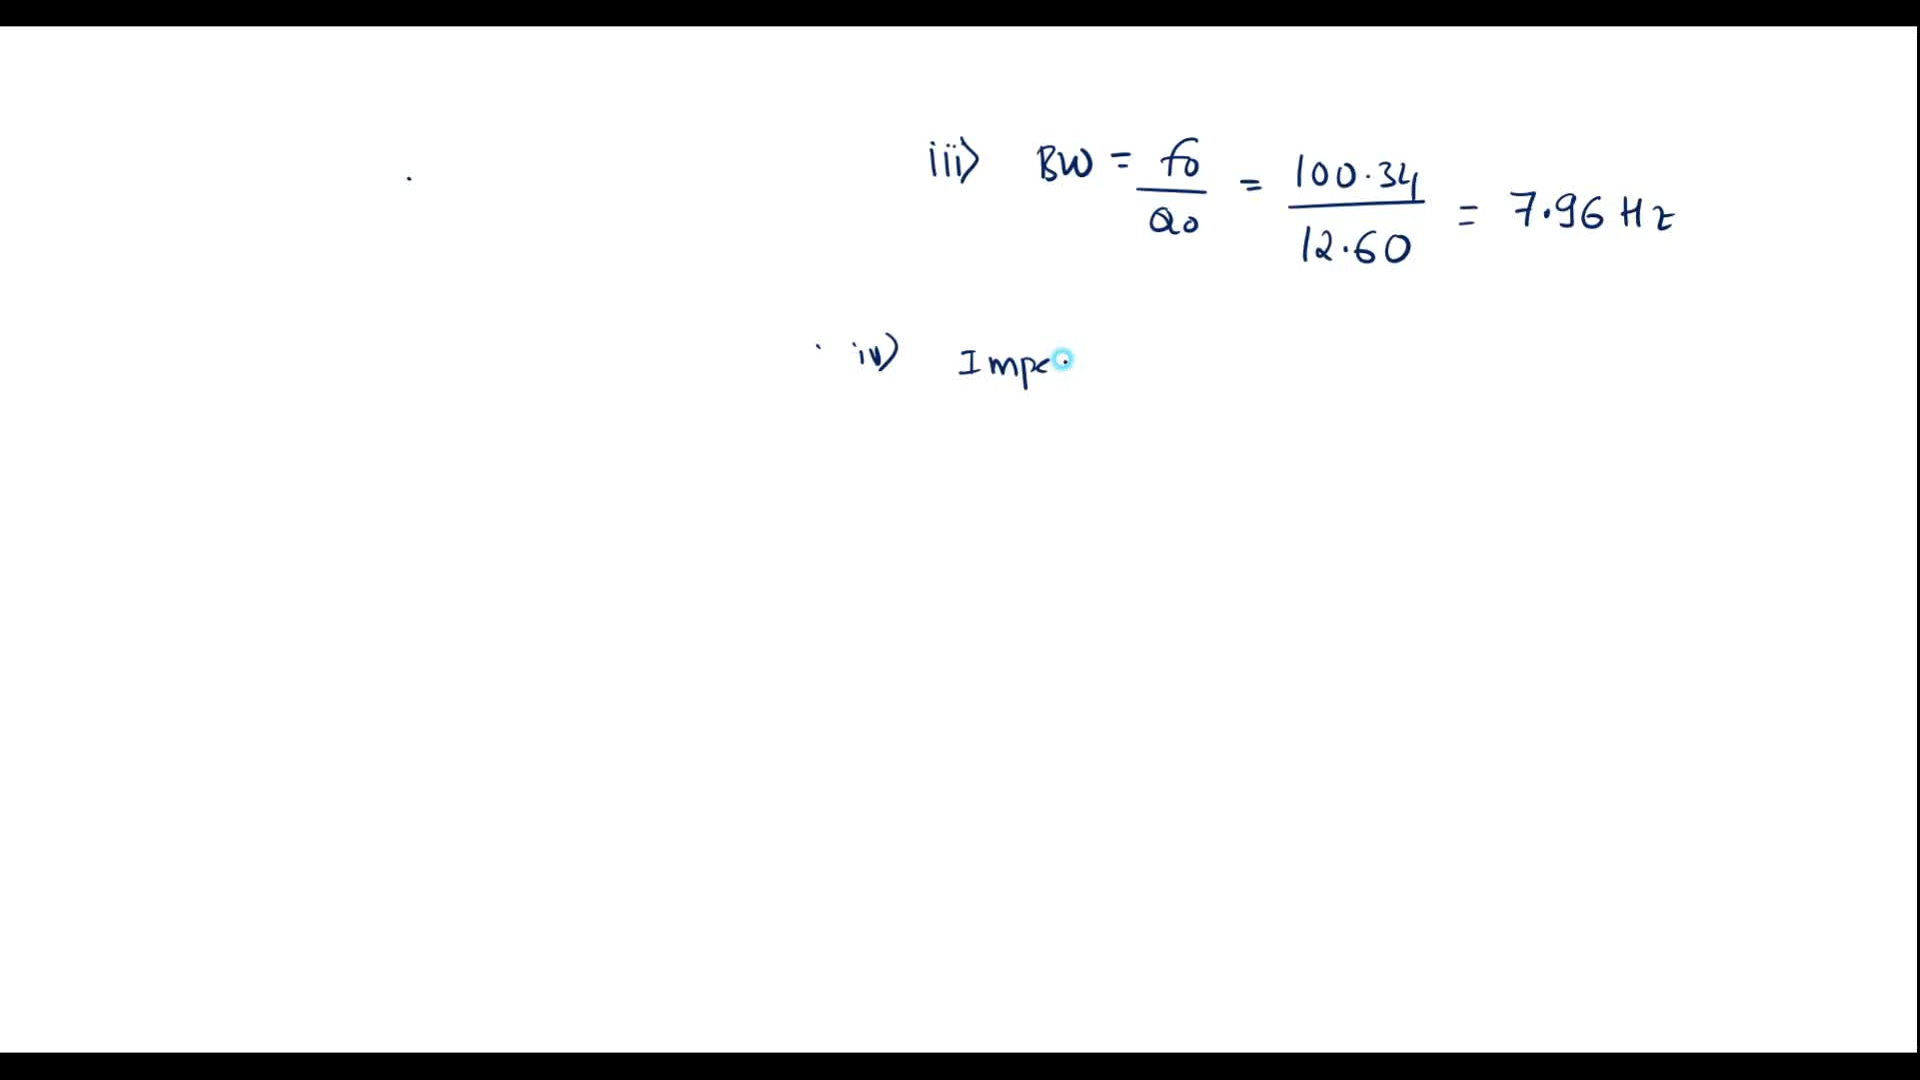 iii) BW = f0 / Q0 = 100.34 / 12.60 = 7.96 Hz
iv) Impe